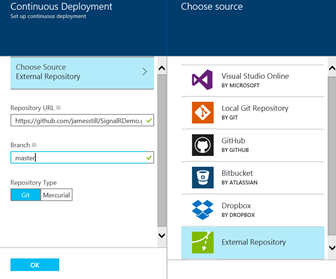 Continuous Deployment
Set up continuous deployment
Choose Source
External Repository
Repository URL
https://github.com/jamesstill/SignalRDemo.
Branch
master
Repository Type
Git
Mercurial
OK
Choose source
Visual Studio Online
BY MICROSOFT
Local Git Repository
BY GIT
GitHub
BY GITHUB
Bitbucket
BY ATLASSIAN
Dropbox
BY DROPBOX
External Repository